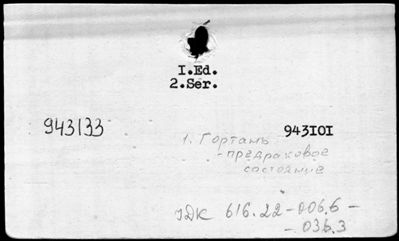 I.Ed.
2.Ser.
943133
943IOI
1. Гортань
- предраковое
состояние
УДК 616.22-006.6-
- 036.3